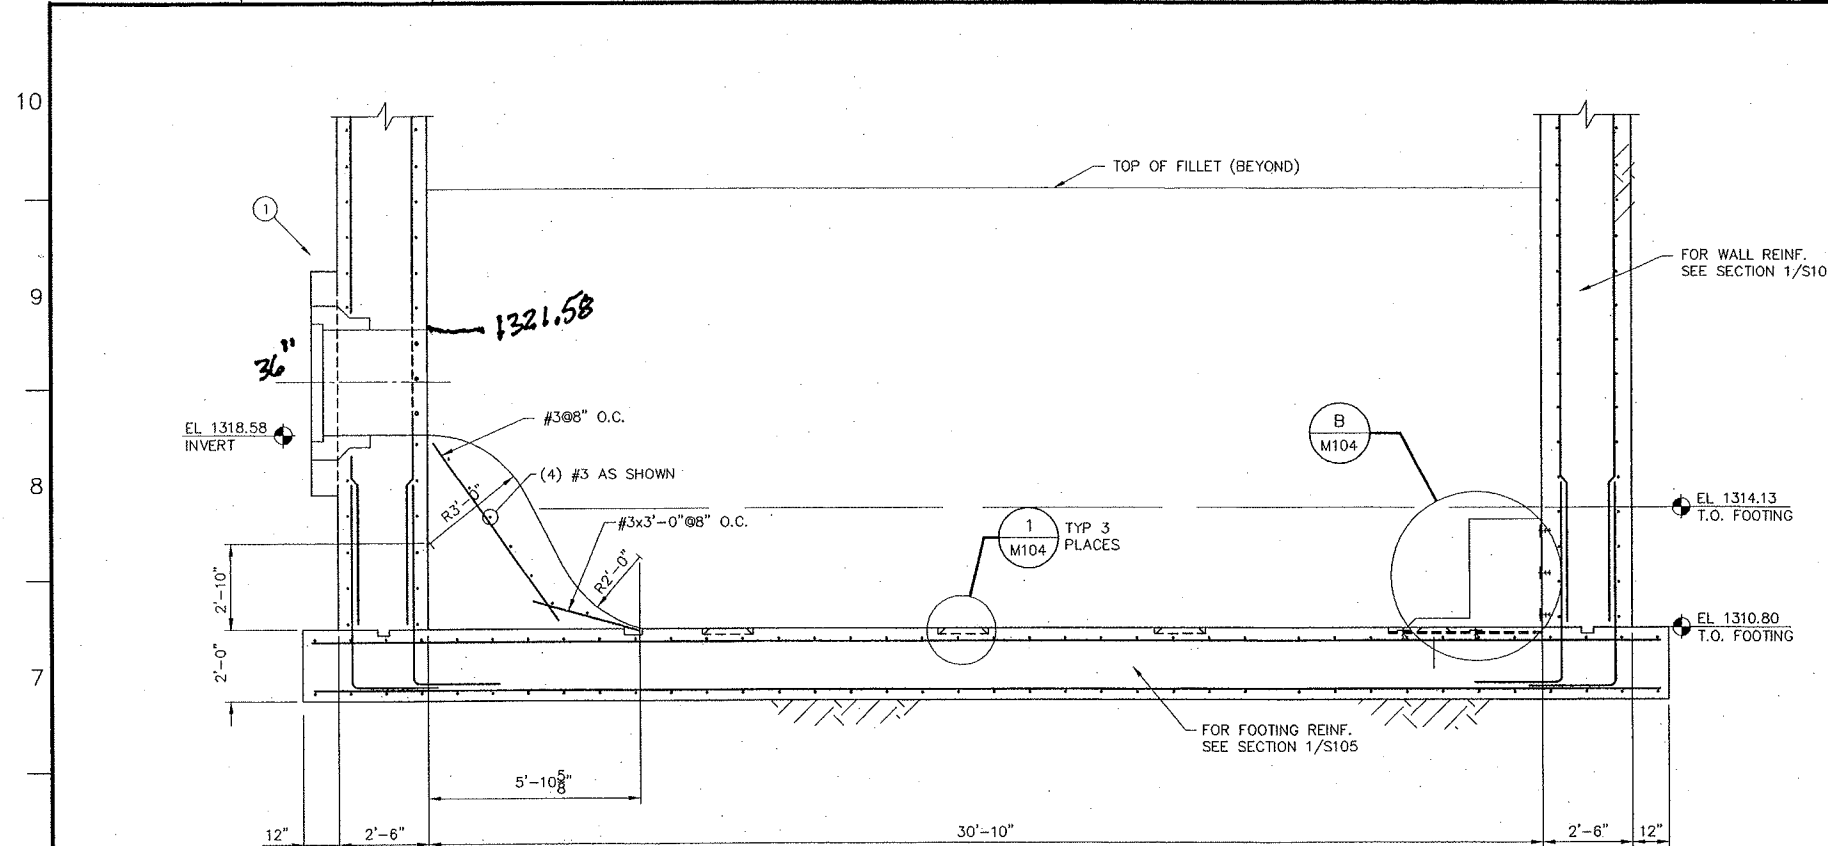 10
TOP OF FILLET (BEYOND)
1
FOR WALL REINF.
SEE SECTION 1/S10
9
1321.58
36"
#3@8" O.C.
EL 1318.58
INVERT
B
M104
(4) #3 AS SHOWN
8
R3'-0"
EL 1314.13
T.O. FOOTING
#3x3'-0"@8" O.C.
1
M104
TYP 3
PLACES
R2'-0"
2'-10"
EL 1310.80
T.O. FOOTING
2'-0"
7
FOR FOOTING REINF.
SEE SECTION 1/S105
5'-10 5/8"
12"
2'-6"
30'-10"
2'-6"
12"